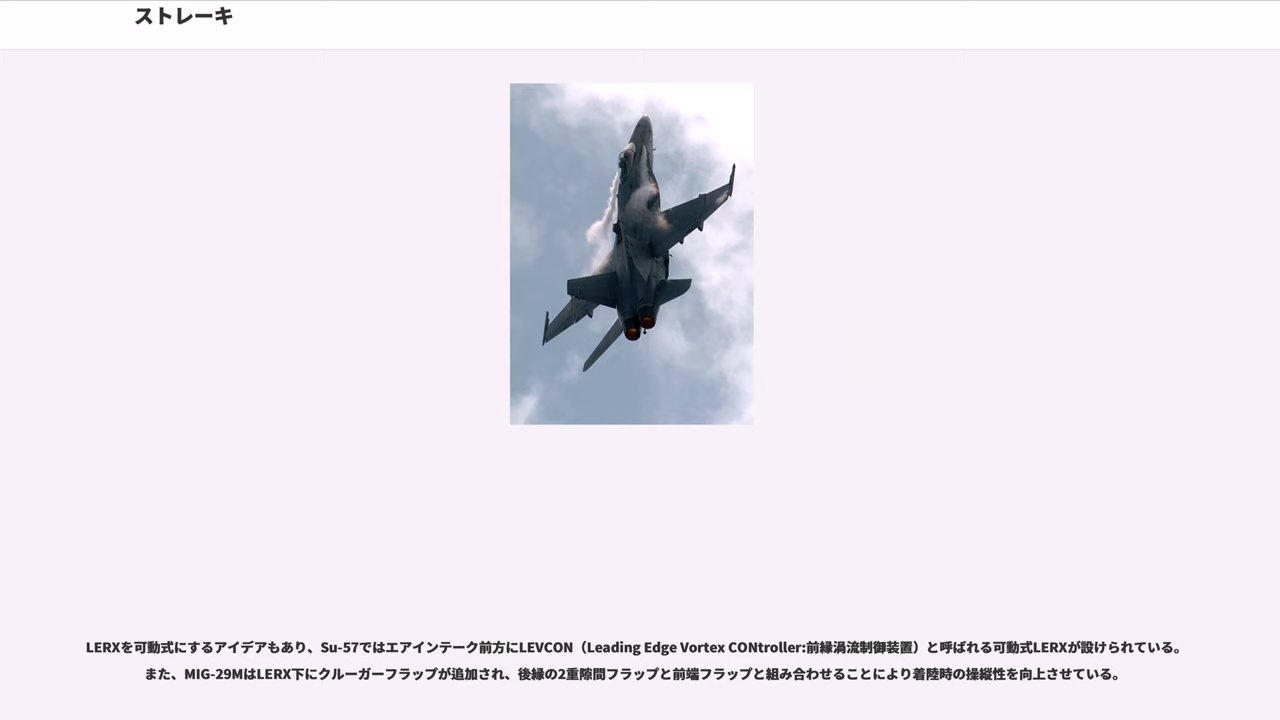 ストレーキ
LERXを可動式にするアイデアもあり、Su-57ではエアインテーク前方にLEVCON（Leading Edge Vortex CONtroller:前縁渦流制御装置）と呼ばれる可動式LERXが設けられている。
また、MIG-29MはLERX下にクルーガーフラップが追加され、後縁の2重隙間フラップと前端フラップと組み合わせることにより着陸時の操縦性を向上させている。